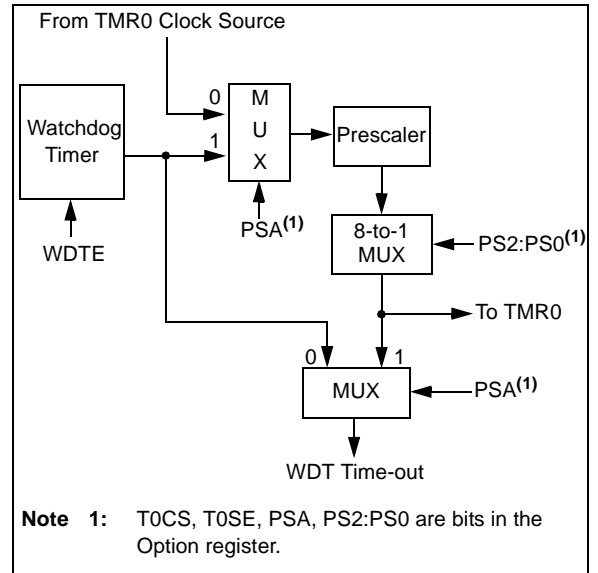 From TMR0 Clock Source
0
M
U
X
Watchdog
Timer
1
Prescaler
PSA(1)
WDTE
8-to-1
MUX
PS2:PS0(1)
To TMR0
0
1
MUX
PSA(1)
WDT Time-out
Note 1: T0CS, T0SE, PSA, PS2:PS0 are bits in the
Option register.